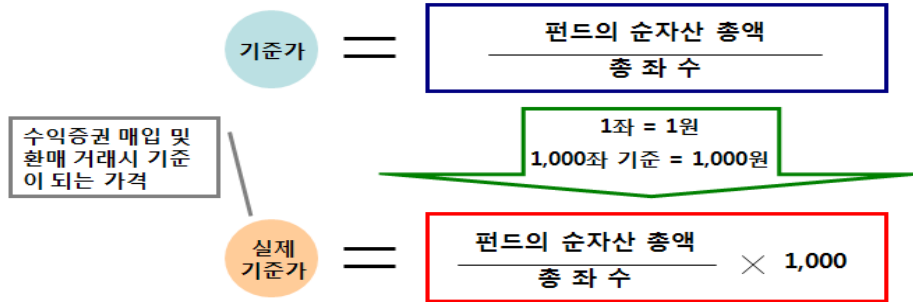 기준가
펀드의 순자산 총액
총 좌 수
수익증권 매입 및
환매 거래시 기준
이 되는 가격
1좌 = 1원
1,000좌 기준 = 1,000원
실제
기준가
펀드의 순자산 총액
총 좌 수
× 1,000